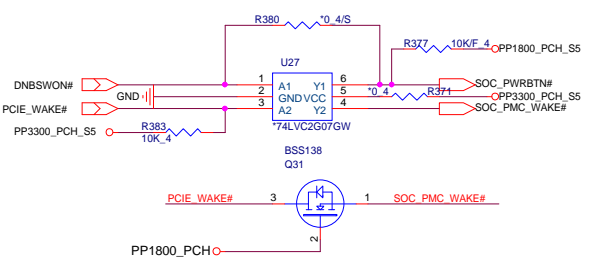 R380 *0_4/S
R377 10K/F_4
PP1800_PCH_S5
U27
DNBSWON# 1 A1 Y1 6 SOC_PWRBTN#
GND 2 GND VCC 5 *0_4 R371 PP3300_PCH_S5
PCIE_WAKE# 3 A2 Y2 4 SOC_PMC_WAKE#
*74LVC2G07GW
PP3300_PCH_S5 R383
10K_4
BSS138
Q31
PCIE_WAKE# 3 1 SOC_PMC_WAKE#
2
PP1800_PCH